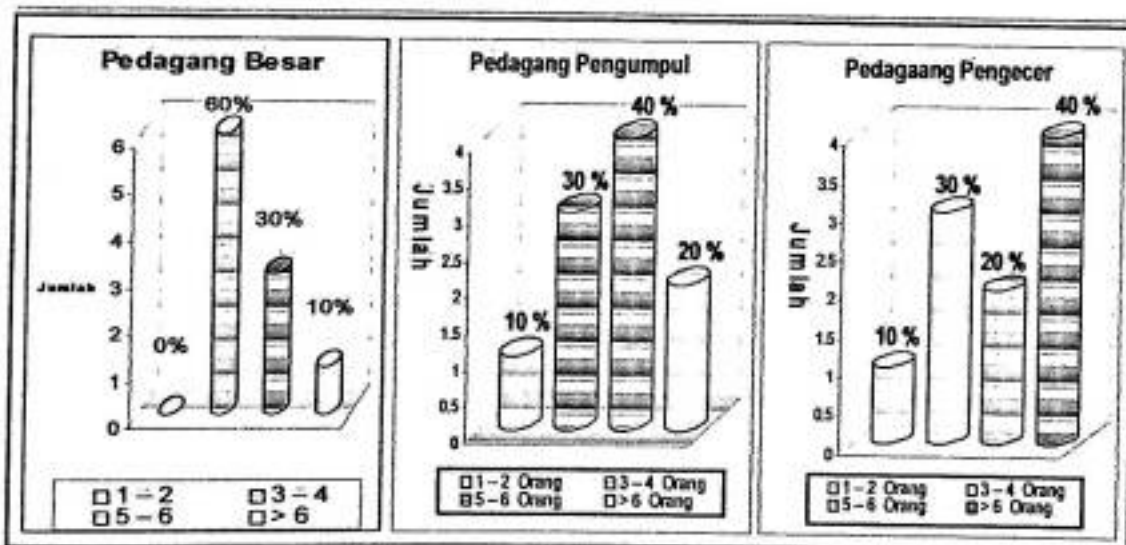 Pedagang Besar
60%
6
5
30%
4
Jumlah
3
10%
2
0%
1
0
1 – 2
3 – 4
5 – 6
> 6
Pedagang Pengumpul
40 %
4
3.5
30 %
3
Jumlah
2.5
20 %
2
1.5
10 %
1
0.5
0
1 – 2 Orang
3 – 4 Orang
5 – 6 Orang
>6 Orang
Pedagaang Pengecer
40 %
4
3.5
30 %
3
Jumlah
2.5
20 %
2
1.5
10 %
1
0.5
0
1 – 2 Orang
3 – 4 Orang
5 – 6 Orang
>6 Orang